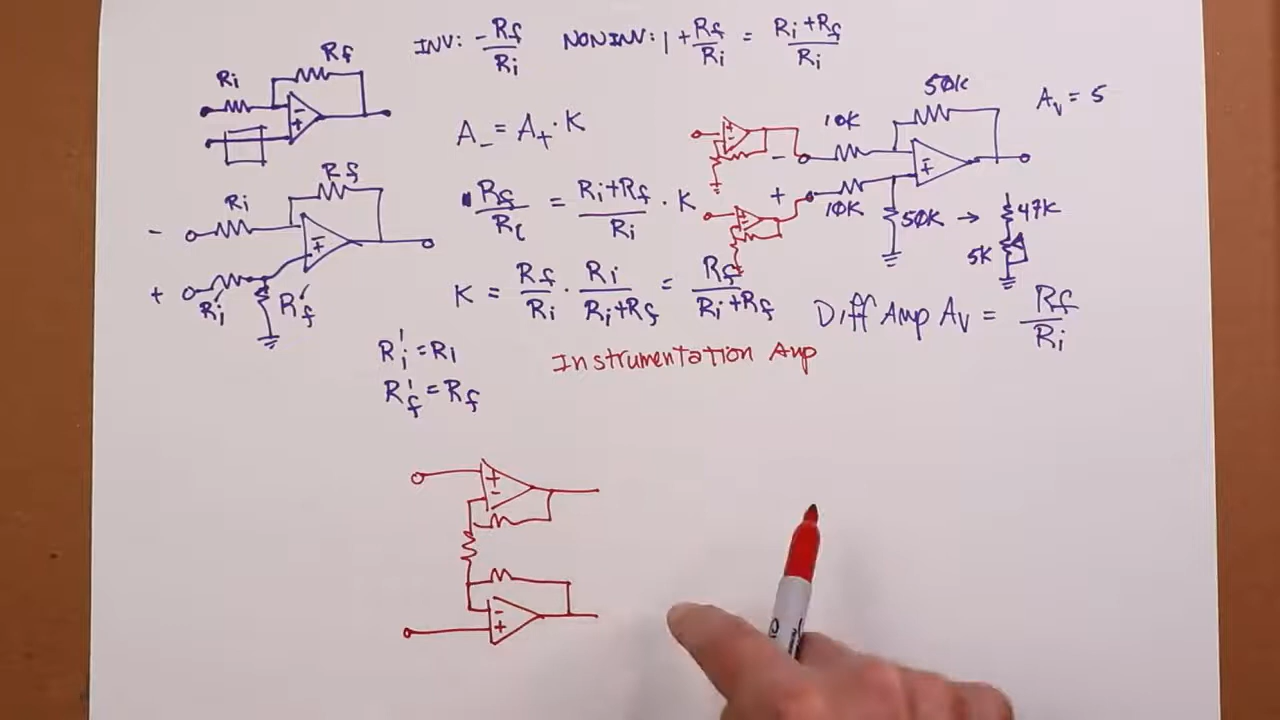 INV: -Rf/Ri NONINV: 1 + Rf/Ri = Ri+Rf/Ri
Ri Rf
- +
A- = A+ · K
Ri Rf
- +
- +
Ri' Rf'
Rf/Ri = Ri+Rf/Ri · K
K = Rf/Ri · Ri/Ri+Rf = Rf/Ri+Rf
Ri' = Ri
Rf' = Rf
50K
Av = 5
10K
- +
- +
10K
50K → 47K
5K
Diff Amp Av = Rf/Ri
Instrumentation Amp
+
-
-
+